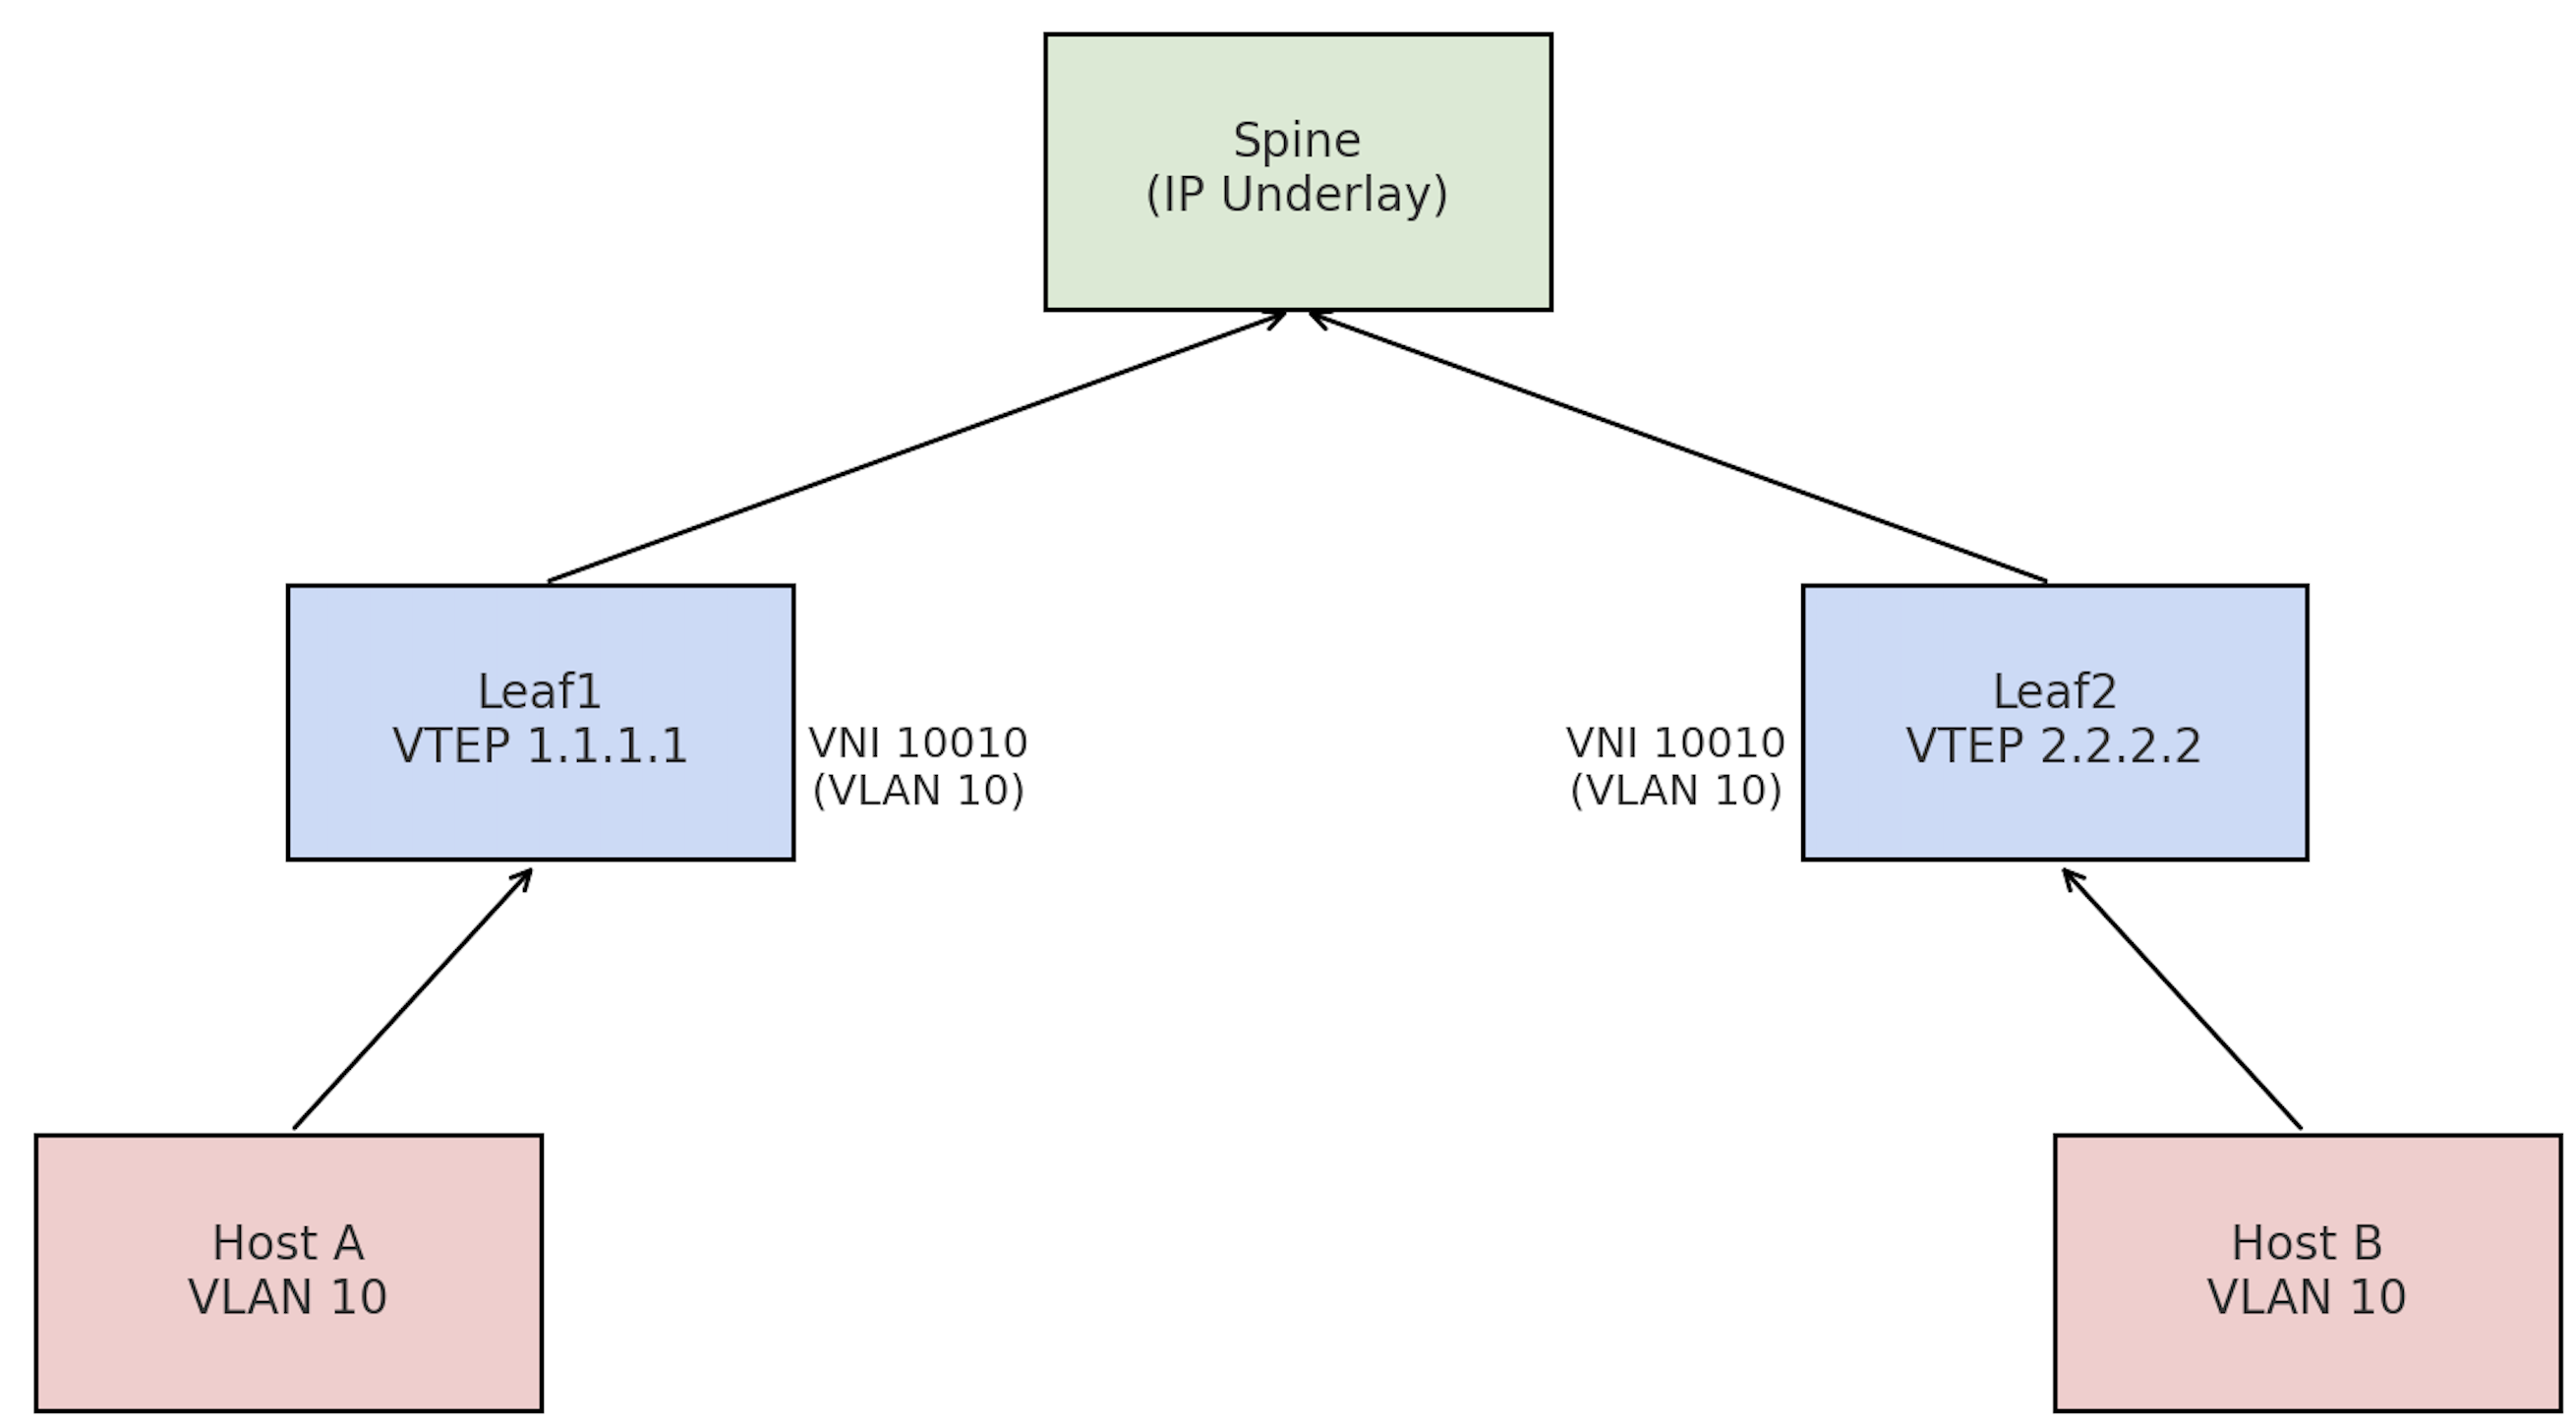 Spine
(IP Underlay)
Leaf1
VTEP 1.1.1.1
VNI 10010
(VLAN 10)
VNI 10010
(VLAN 10)
Leaf2
VTEP 2.2.2.2
Host A
VLAN 10
Host B
VLAN 10